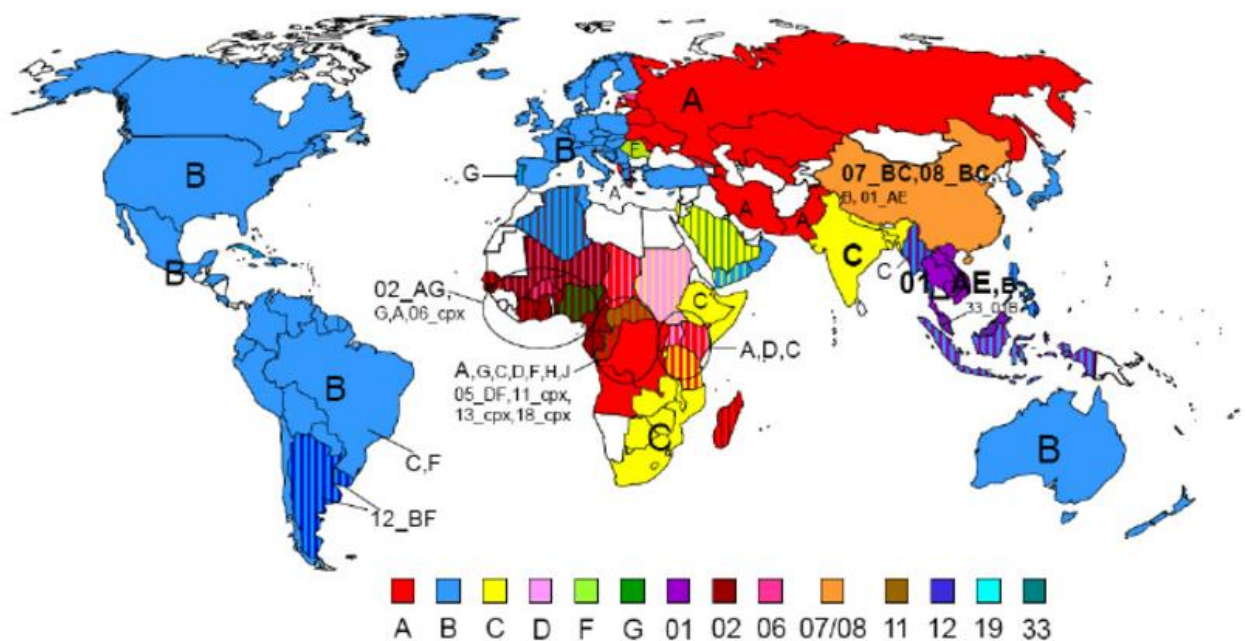 A
B
G
B
F
A
07_BC,08_BC,
B, 01_AE
A
A
B
C
C
01_AE,B
33_01B
02_AG,
G,A,06_cpx
C
A,D,C
A,G,C,D,F,H,J
05_DF,11_cpx,
13_cpx,18_cpx
B
C
B
C,F
12_BF
A B C D F G 01 02 06 07/08 11 12 19 33